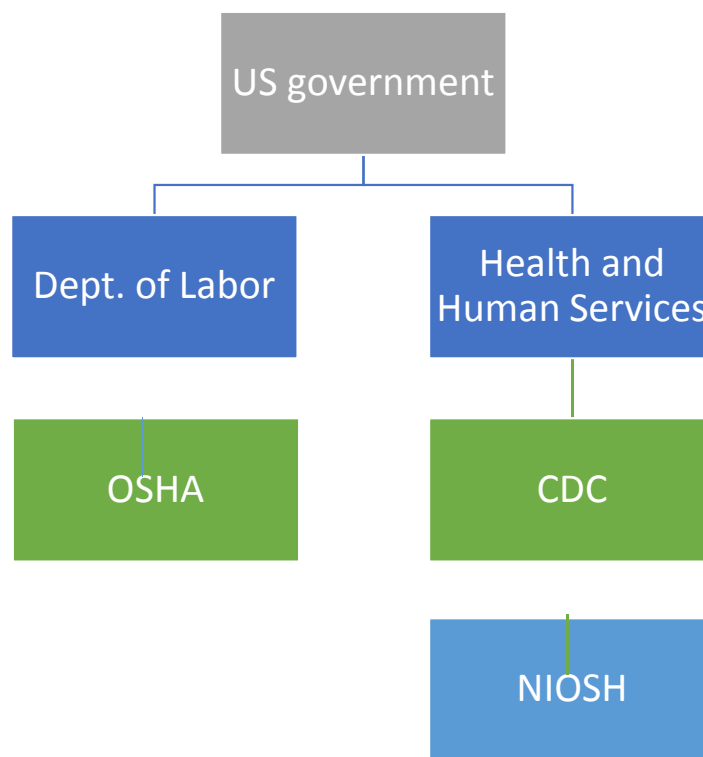 US government
Dept. of Labor
Health and
Human Services
OSHA
CDC
NIOSH